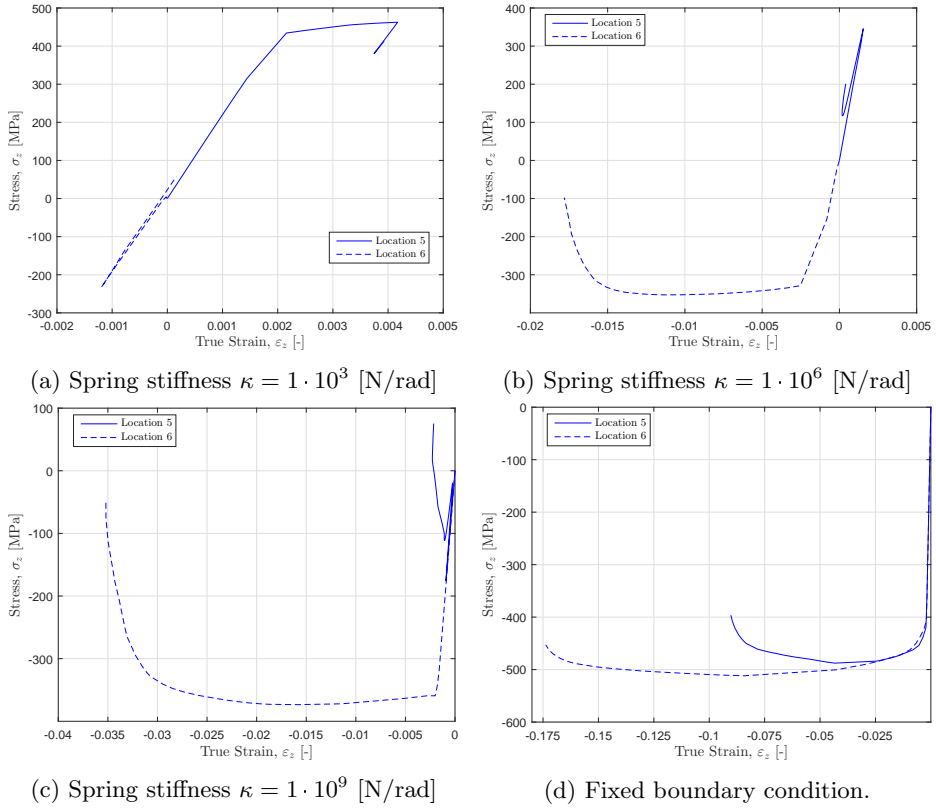 500
400
300
200
100
0
-100
-200
-300
Stress, σz [MPa]
Location 5
Location 6
-0.002 -0.001 0 0.001 0.002 0.003 0.004 0.005
True Strain, εz [-]
(a) Spring stiffness κ = 1 · 10³ [N/rad]
400
300
200
100
0
-100
-200
-300
Stress, σz [MPa]
Location 5
Location 6
-0.02 -0.015 -0.01 -0.005 0 0.005
True Strain, εz [-]
(b) Spring stiffness κ = 1 · 10⁶ [N/rad]
100
0
-100
-200
-300
Stress, σz [MPa]
Location 5
Location 6
-0.04 -0.035 -0.03 -0.025 -0.02 -0.015 -0.01 -0.005 0
True Strain, εz [-]
(c) Spring stiffness κ = 1 · 10⁹ [N/rad]
0
-100
-200
-300
-400
-500
-600
Stress, σz [MPa]
Location 5
Location 6
-0.175 -0.15 -0.125 -0.1 -0.075 -0.05 -0.025
True Strain, εz [-]
(d) Fixed boundary condition.